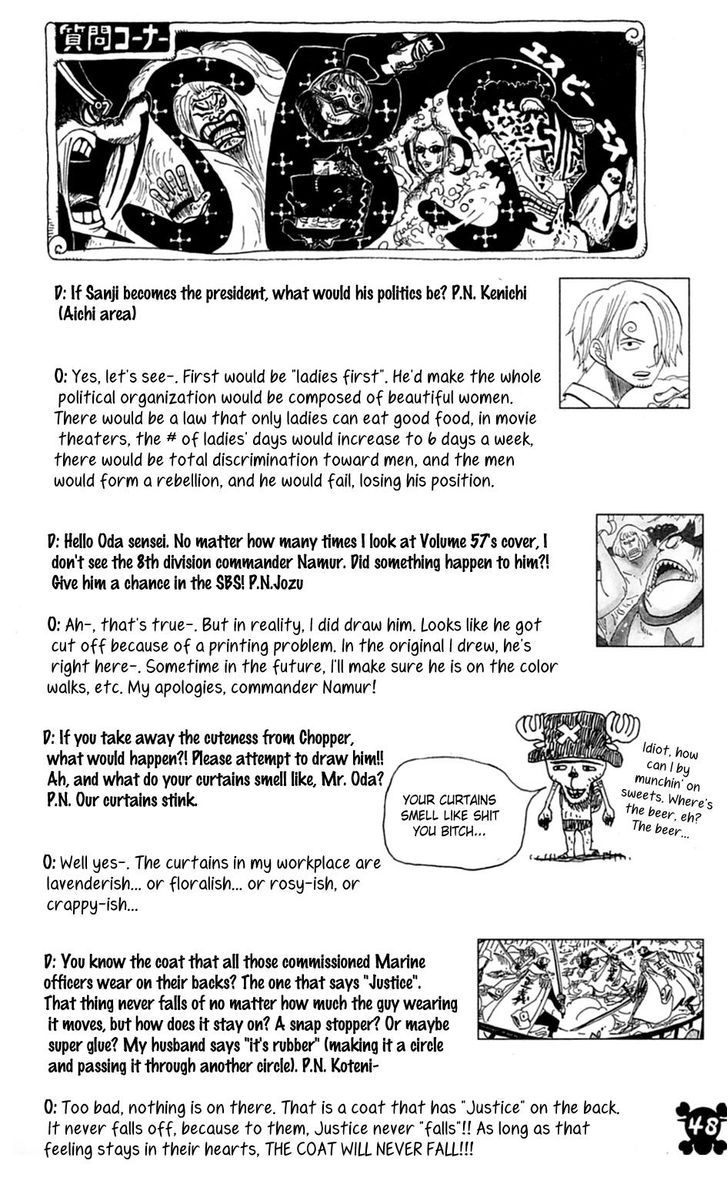 質問コーナー
エスビーエス
D: If Sanji becomes the president, what would his politics be? P.N. Kenichi
(Aichi area)
O: Yes, let's see-. First would be "ladies first". He'd make the whole
political organization would be composed of beautiful women.
There would be a law that only ladies can eat good food, in movie
theaters, the # of ladies' days would increase to 6 days a week,
there would be total discrimination toward men, and the men
would form a rebellion, and he would fail, losing his position.
D: Hello Oda sensei. No matter how many times I look at Volume 57's cover, I
don't see the 8th division commander Namur. Did something happen to him?!
Give him a chance in the SBS! P.N.Jozu
O: Ah-, that's true-. But in reality, I did draw him. Looks like he got
cut off because of a printing problem. In the original I drew, he's
right here-. Sometime in the future, I'll make sure he is on the color
walks, etc. My apologies, commander Namur!
D: If you take away the cuteness from Chopper,
what would happen?! Please attempt to draw him!!
Ah, and what do your curtains smell like, Mr. Oda?
P.N. Our curtains stink.
YOUR CURTAINS
SMELL LIKE SHIT
YOU BITCH...
Idiot, how
can I by
munchin' on
sweets. Where's
the beer, eh?
The beer...
O: Well yes-. The curtains in my workplace are
lavenderish... or floralish... or rosy-ish, or
crappy-ish...
D: You know the coat that all those commissioned Marine
officers wear on their backs? The one that says "Justice".
That thing never falls of no matter how much the guy wearing
it moves, but how does it stay on? A snap stopper? Or maybe
super glue? My husband says "it's rubber" (making it a circle
and passing it through another circle). P.N. Koteni-
O: Too bad, nothing is on there. That is a coat that has "Justice" on the back.
It never falls off, because to them, Justice never "falls"!! As long as that
feeling stays in their hearts, THE COAT WILL NEVER FALL!!!
48